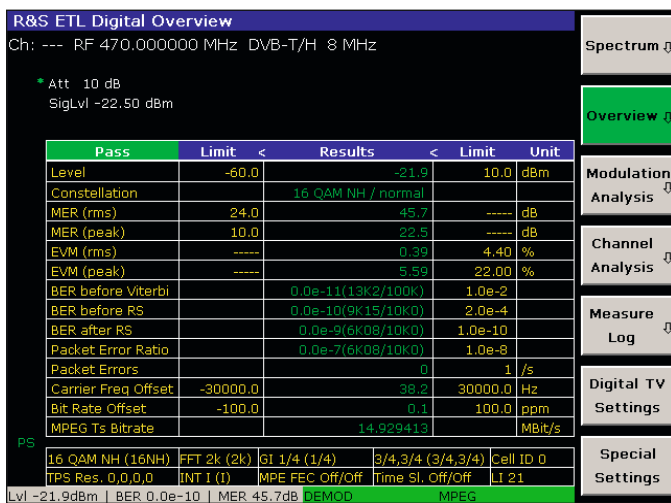 R&S ETL Digital Overview
Ch: --- RF 470.000000 MHz DVB-T/H 8 MHz
* Att 10 dB
SigLvl -22.50 dBm
Pass Limit < Results < Limit Unit
Level -60.0 -21.9 10.0 dBm
Constellation 16 QAM NH / normal
MER (rms) 24.0 45.7 ----- dB
MER (peak) 10.0 22.5 ----- dB
EVM (rms) ----- 0.39 4.40 %
EVM (peak) ----- 5.59 22.00 %
BER before Viterbi 0.0e-11(13K2/100K) 1.0e-2
BER before RS 0.0e-10(9K15/10K0) 2.0e-4
BER after RS 0.0e-9(6K08/10K0) 1.0e-10
Packet Error Ratio 0.0e-7(6K08/10K0) 1.0e-8
Packet Errors 0 1 /s
Carrier Freq Offset -30000.0 38.2 30000.0 Hz
Bit Rate Offset -100.0 0.1 100.0 ppm
MPEG Ts Bitrate 14.929413 MBit/s
PS
16 QAM NH (16NH) FFT 2k (2k) GI 1/4 (1/4) 3/4,3/4 (3/4,3/4) Cell ID 0
TPS Res. 0,0,0,0 INT I (I) MPE FEC Off/Off Time Sl. Off/Off LI 21
Lvl -21.9dBm | BER 0.0e-10 | MER 45.7dB DEMOD MPEG
Spectrum ⇩
Overview ⇩
Modulation
Analysis ⇩
Channel
Analysis ⇩
Measure
Log ⇩
Digital TV
Settings
Special
Settings